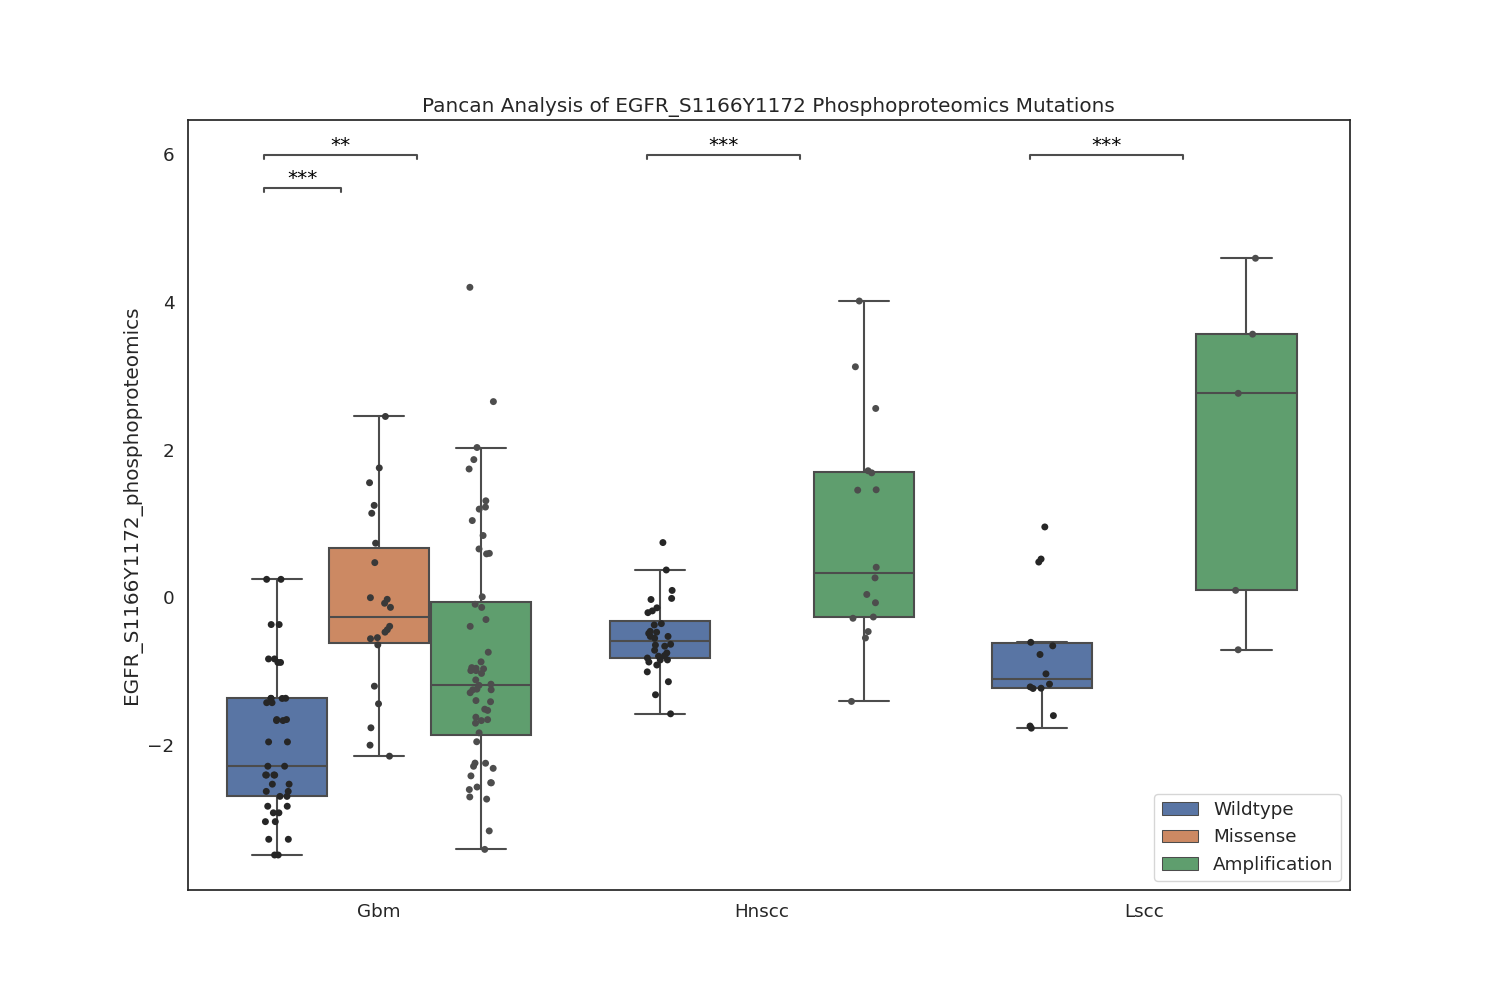 Pancan Analysis of EGFR_S1166Y1172 Phosphoproteomics Mutations
EGFR_S1166Y1172_phosphoproteomics
6
4
2
0
−2
**
***
***
***
Gbm
Hnscc
Lscc
Wildtype
Missense
Amplification